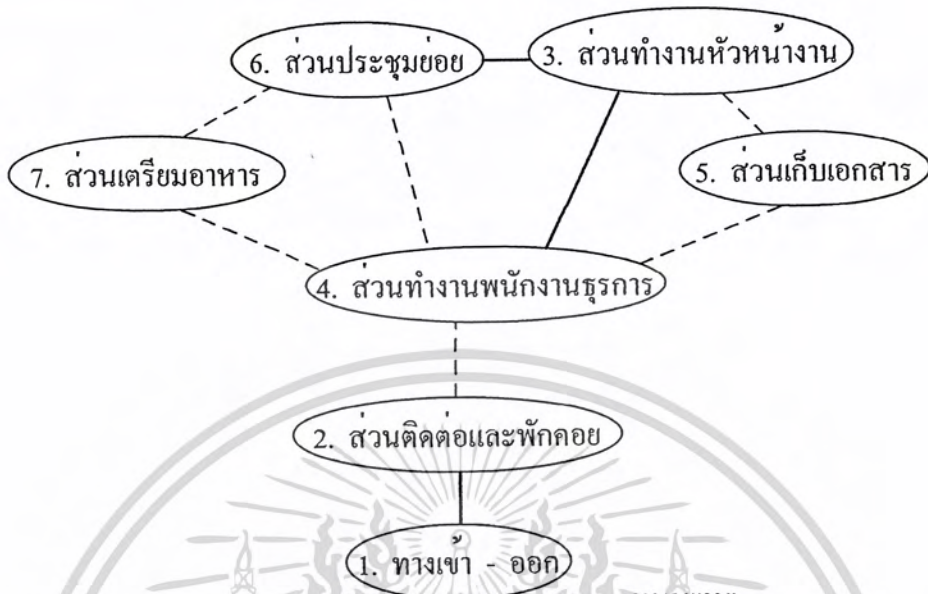 6. ส่วนประชุมย่อย
3. ส่วนทำงานหัวหน้างาน
7. ส่วนเตรียมอาหาร
5. ส่วนเก็บเอกสาร
4. ส่วนทำงานพนักงานธุรการ
2. ส่วนติดต่อและพักคอย
1. ทางเข้า - ออก